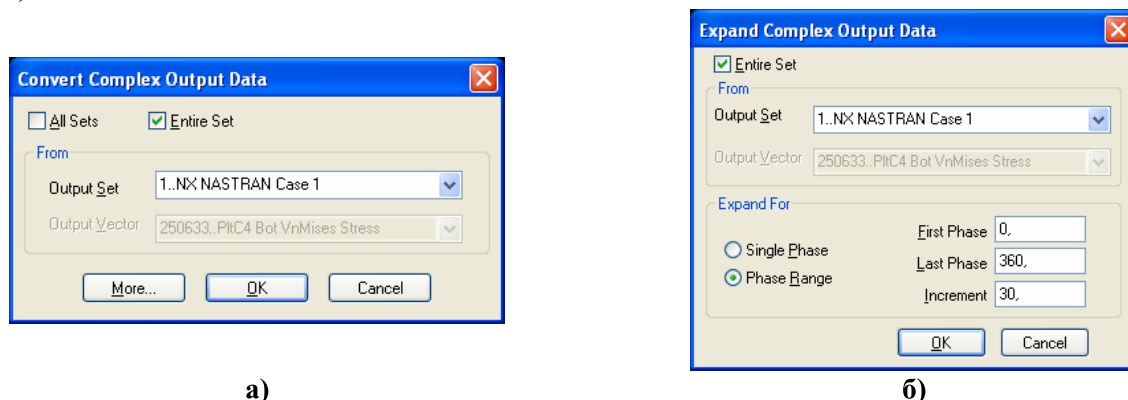 Convert Complex Output Data
All Sets
Entire Set
From
Output Set
1..NX NASTRAN Case 1
Output Vector
250633..PltC4 Bot VnMises Stress
More...
OK
Cancel
а)
Expand Complex Output Data
Entire Set
From
Output Set
1..NX NASTRAN Case 1
Output Vector
250633..PltC4 Bot VnMises Stress
Expand For
Single Phase
Phase Range
First Phase
0,
Last Phase
360,
Increment
30,
OK
Cancel
б)